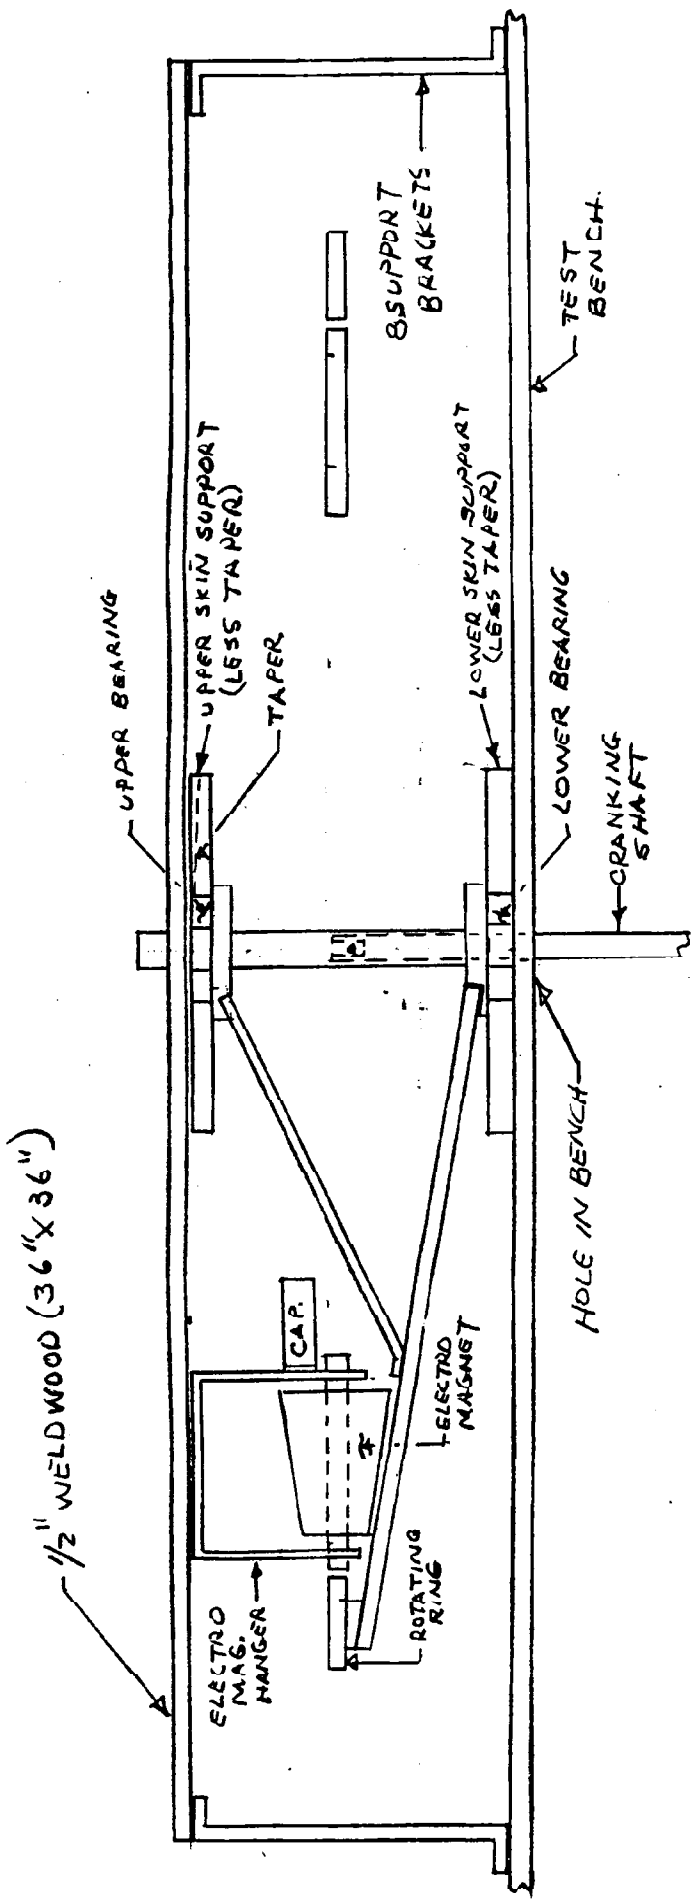 1/2" WELDWOOD (36" X 36")
UPPER BEARING
UPPER SKIN SUPPORT
(LESS TAPER)
TAPER
8 SUPPORT
BRACKETS
ELECTRO
MAG.
HANGER
CAP.
ROTATING
RING
ELECTRO
MAGNET
LOWER SKIN SUPPORT
(LESS TAPER)
HOLE IN BENCH
CRANKING
SHAFT
LOWER BEARING
TEST
BENCH.